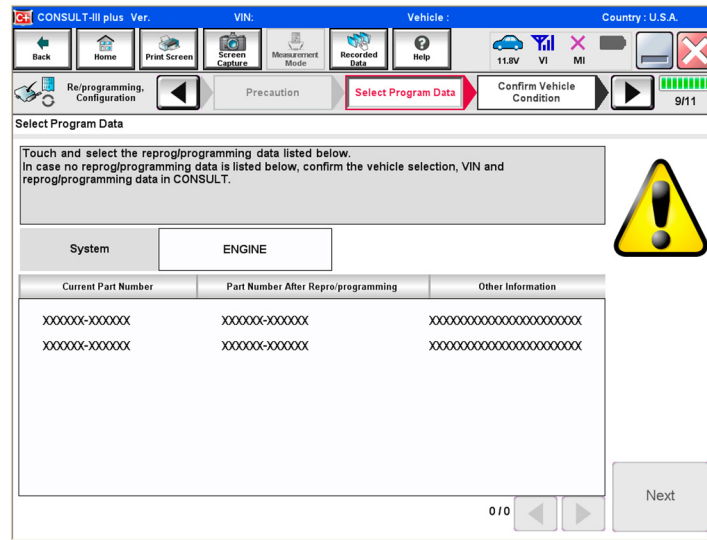 C+ CONSULT-III plus Ver. VIN: Vehicle : Country : U.S.A.
Back Home Print Screen Screen Capture Measurement Mode Recorded Data Help 11.8V VI MI
Re/programming, Configuration Precaution Select Program Data Confirm Vehicle Condition 9/11
Select Program Data
Touch and select the reprog/programming data listed below.
In case no reprog/programming data is listed below, confirm the vehicle selection, VIN and
reprog/programming data in CONSULT.
System ENGINE
Current Part Number Part Number After Repro/programming Other Information
XXXXXX-XXXXXX XXXXXX-XXXXXX XXXXXXXXXXXXXXXXXXXXXXX
XXXXXX-XXXXXX XXXXXX-XXXXXX XXXXXXXXXXXXXXXXXXXXXXX
0/0
Next